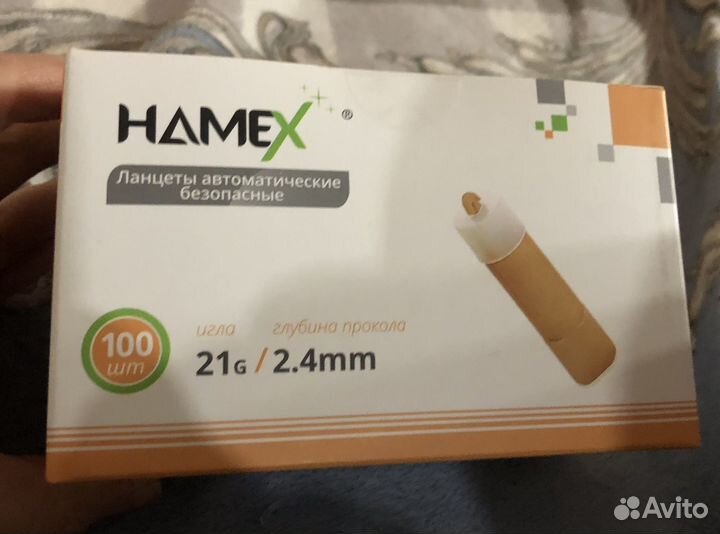 HAMEX ®
Ланцеты автоматические
безопасные
100
шт
игла глубина прокола
21G / 2.4mm
Avito